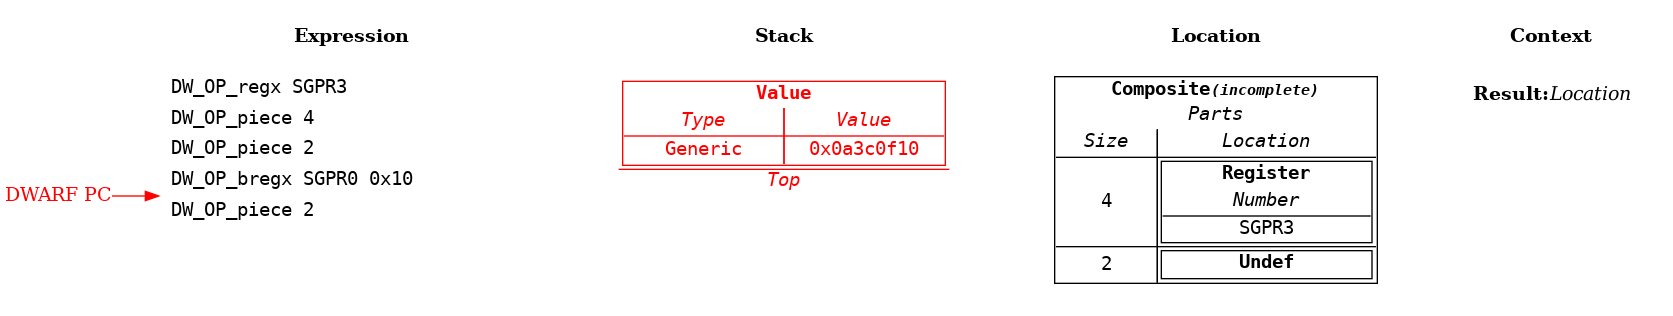 Expression
Stack
Location
Context
DW_OP_regx SGPR3
DW_OP_piece 4
DW_OP_piece 2
DW_OP_bregx SGPR0 0x10
DWARF PC
DW_OP_piece 2
Value
Type Value
Generic 0x0a3c0f10
Top
Composite(incomplete)
Parts
Size Location
4
Register
Number
SGPR3
2 Undef
Result:Location